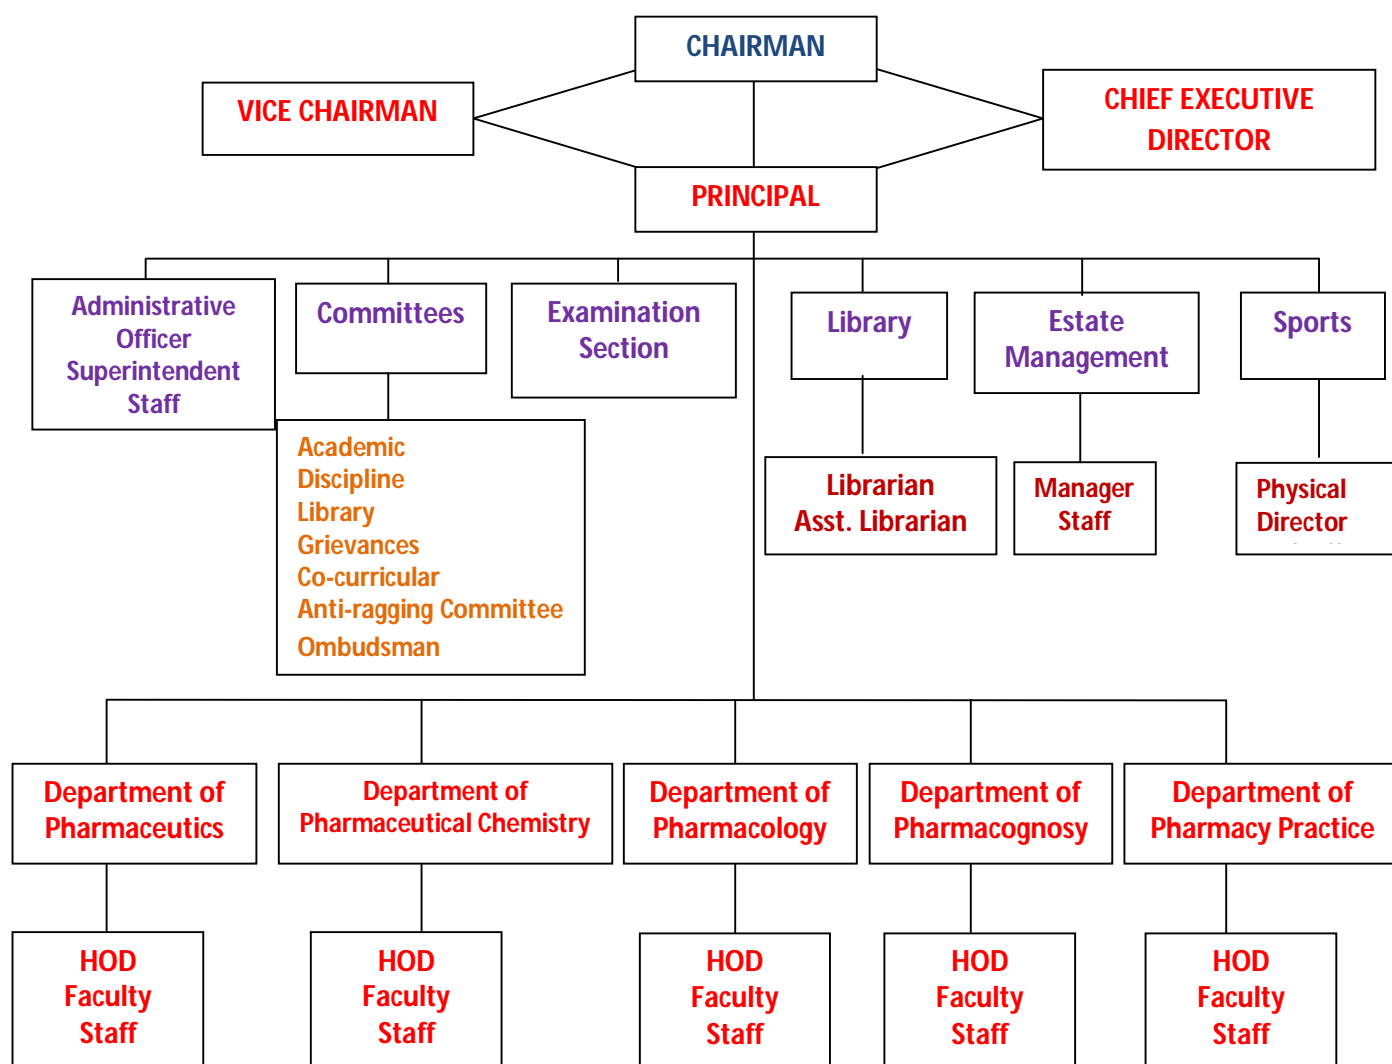 CHAIRMAN
VICE CHAIRMAN
CHIEF EXECUTIVE
DIRECTOR
PRINCIPAL
Administrative
Officer
Superintendent
Staff
Committees
Examination
Section
Library
Estate
Management
Sports
Academic
Discipline
Library
Grievances
Co-curricular
Anti-ragging Committee
Ombudsman
Librarian
Asst. Librarian
Manager
Staff
Physical
Director
Department of
Pharmaceutics
Department of
Pharmaceutical Chemistry
Department of
Pharmacology
Department of
Pharmacognosy
Department of
Pharmacy Practice
HOD
Faculty
Staff
HOD
Faculty
Staff
HOD
Faculty
Staff
HOD
Faculty
Staff
HOD
Faculty
Staff